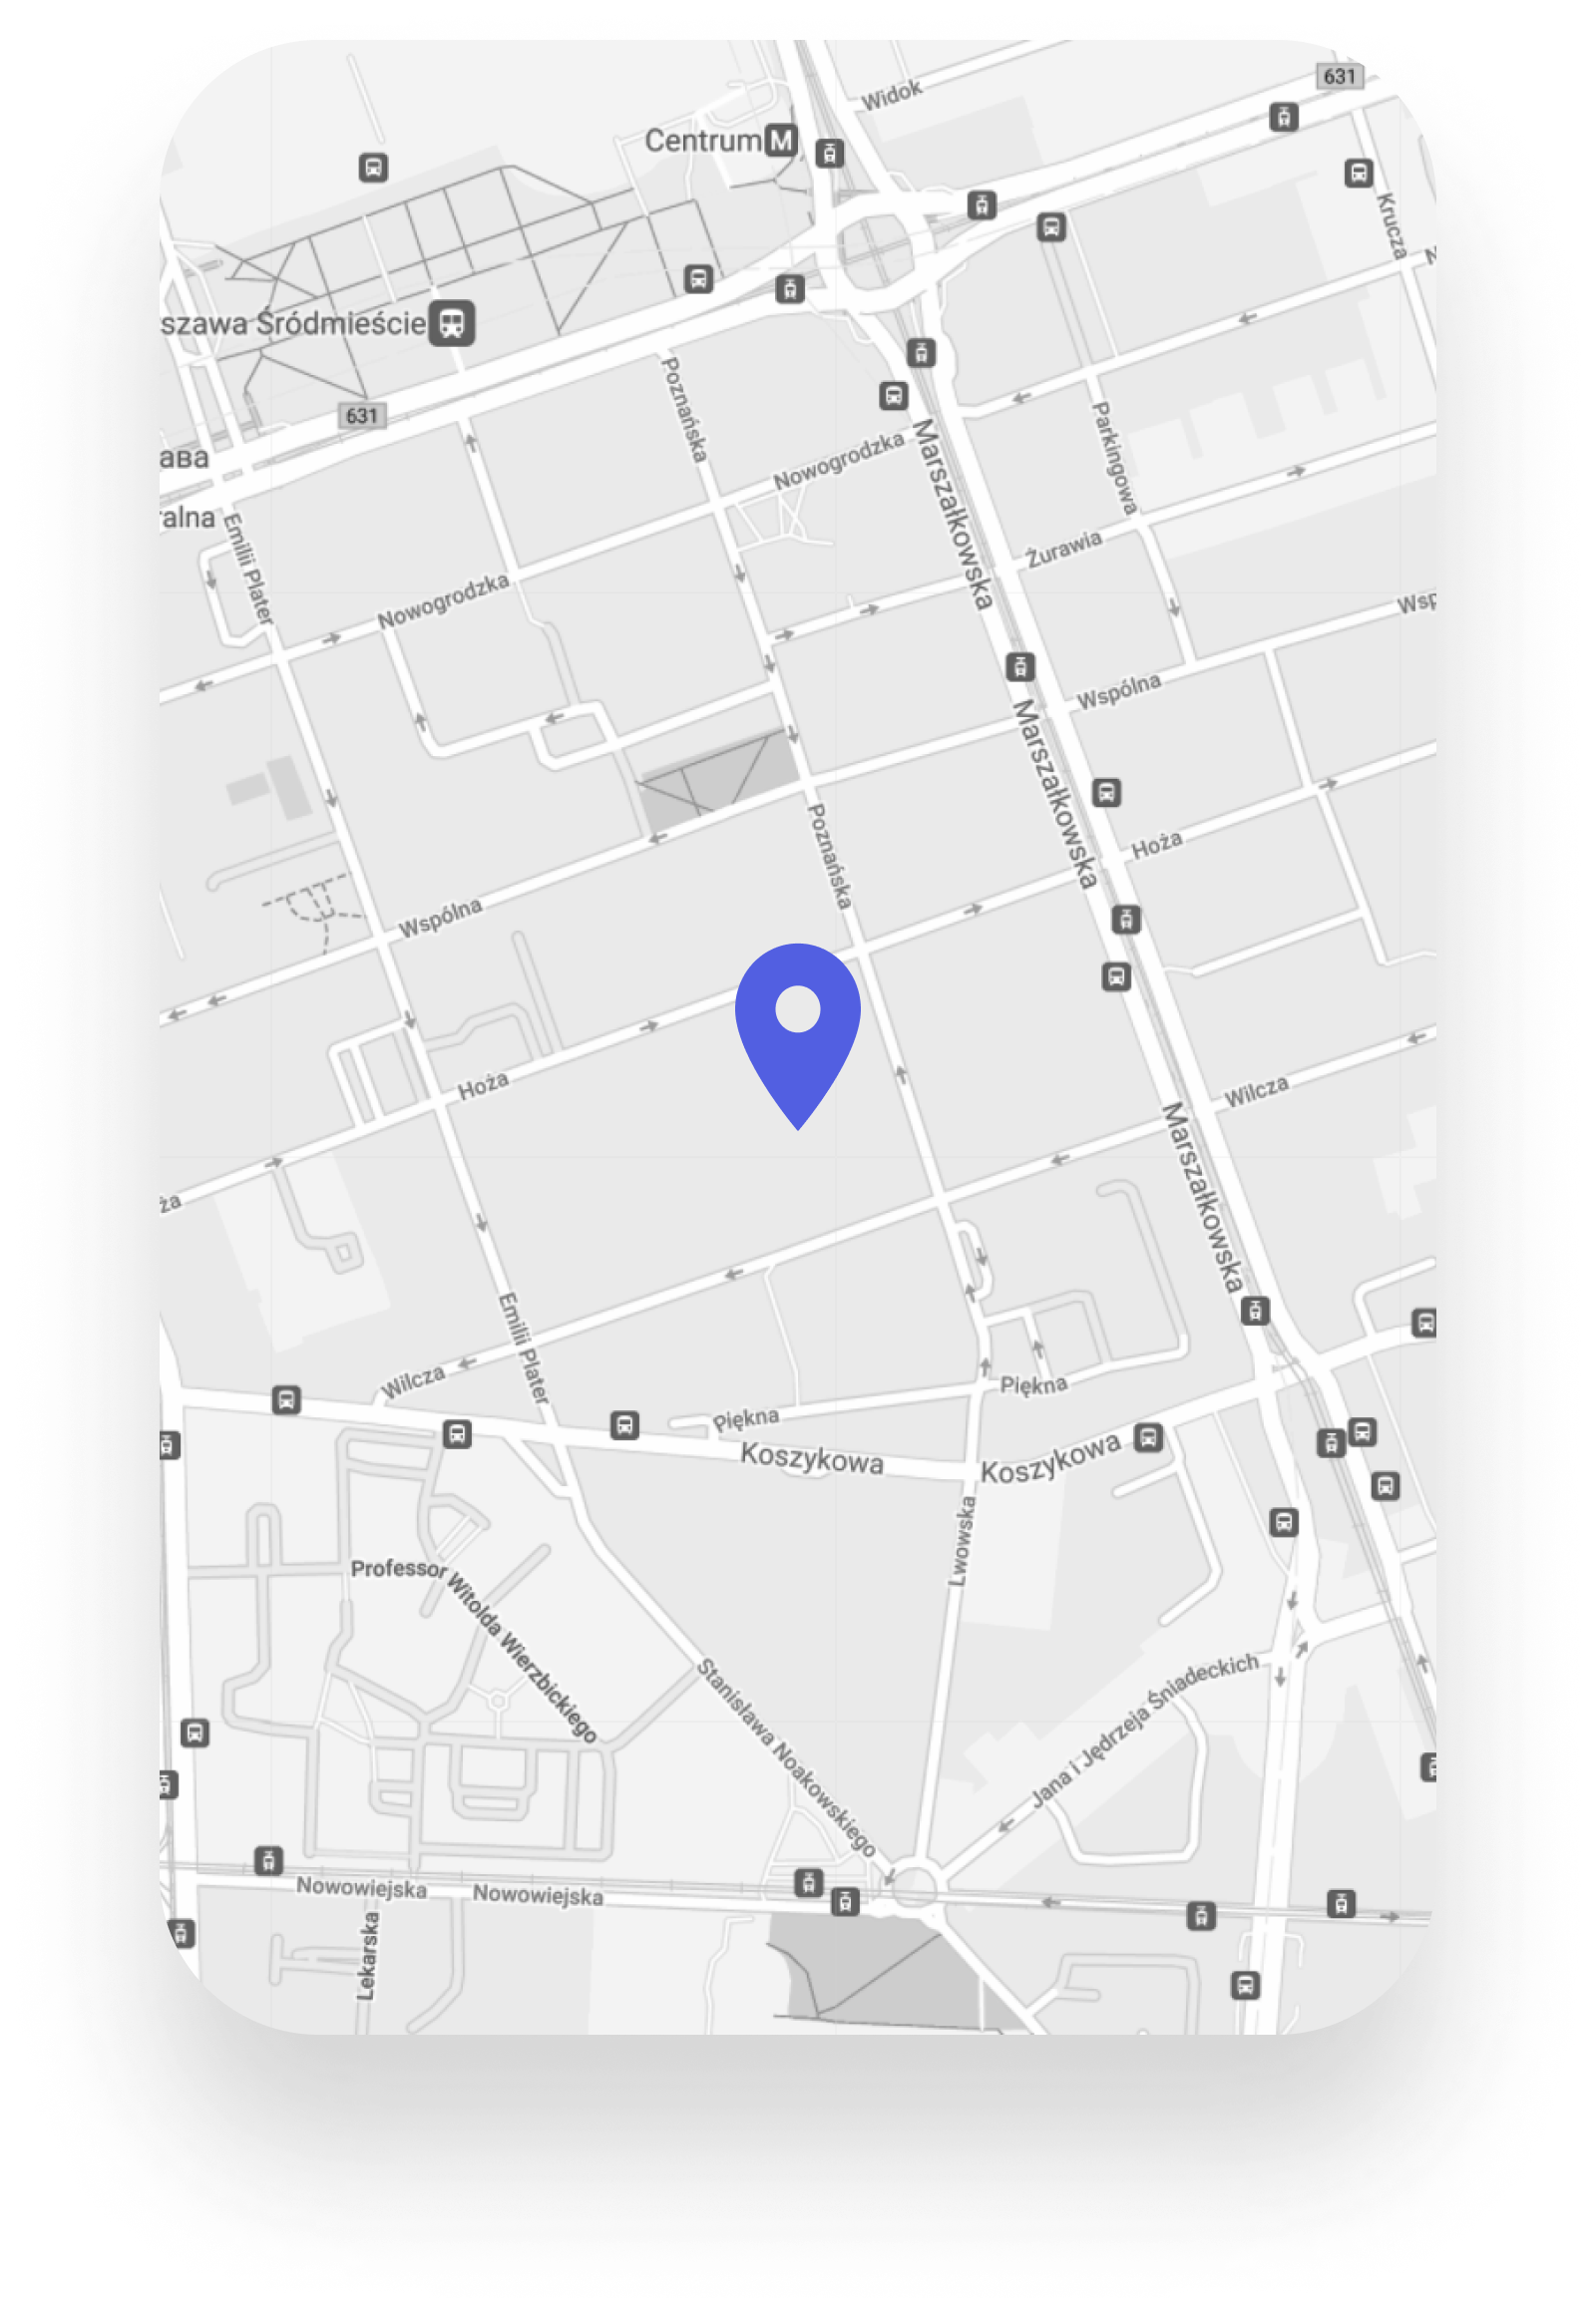 631
Widok
Centrum M
Krucza
szawa Śródmieście
Poznańska
631
Parkingowa
Nowogrodzka
Marszałkowska
ава
ralna
Emilii Plater
Żurawia
Nowogrodzka
Wsp
Wspólna
Marszałkowska
Poznańska
Hoża
Wspólna
Hoża
Wilcza
Marszałkowska
ża
Emilii Plater
Wilcza
Piękna
Piękna
Koszykowa
Koszykowa
Lwowska
Professor Witolda Wierzbickiego
Stanisława Noakowskiego
Jana i Jędrzeja Śniadeckich
Nowowiejska
Nowowiejska
Lekarska